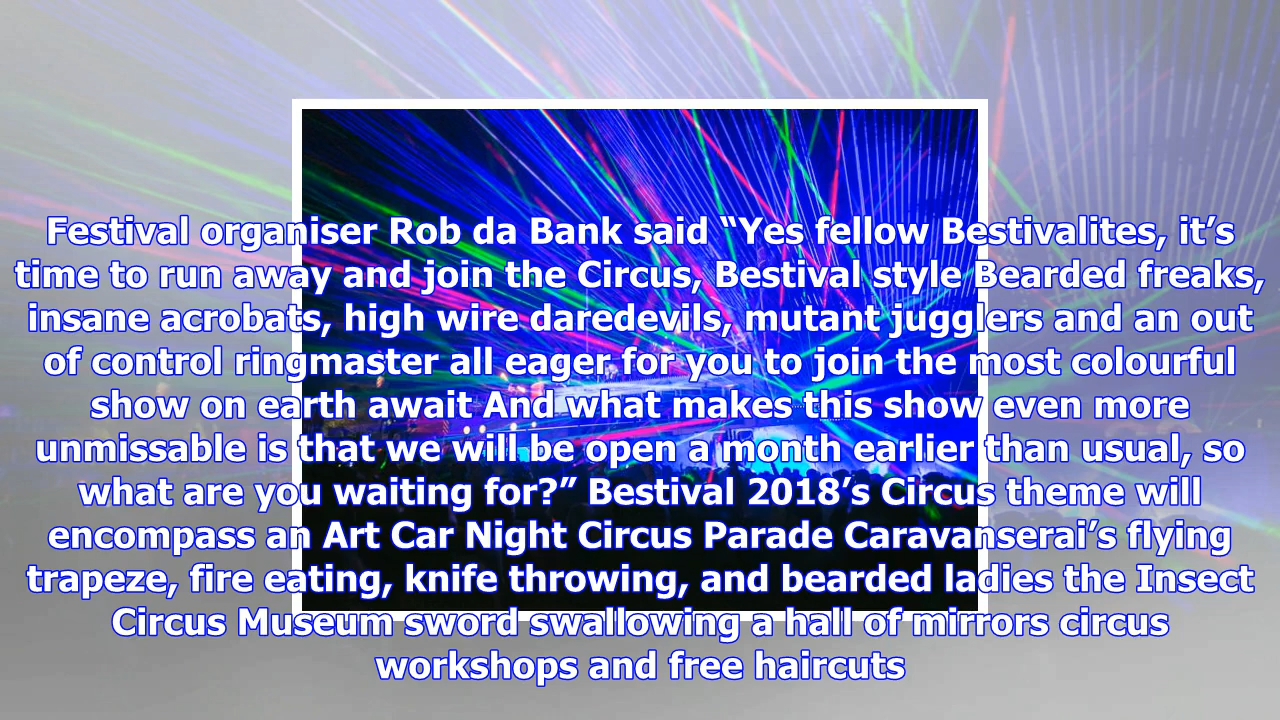 Festival organiser Rob da Bank said “Yes fellow Bestivalites, it’s
time to run away and join the Circus, Bestival style Bearded freaks,
insane acrobats, high wire daredevils, mutant jugglers and an out
of control ringmaster all eager for you to join the most colourful
show on earth await And what makes this show even more
unmissable is that we will be open a month earlier than usual, so
what are you waiting for?” Bestival 2018’s Circus theme will
encompass an Art Car Night Circus Parade Caravanserai’s flying
trapeze, fire eating, knife throwing, and bearded ladies the Insect
Circus Museum sword swallowing a hall of mirrors circus
workshops and free haircuts